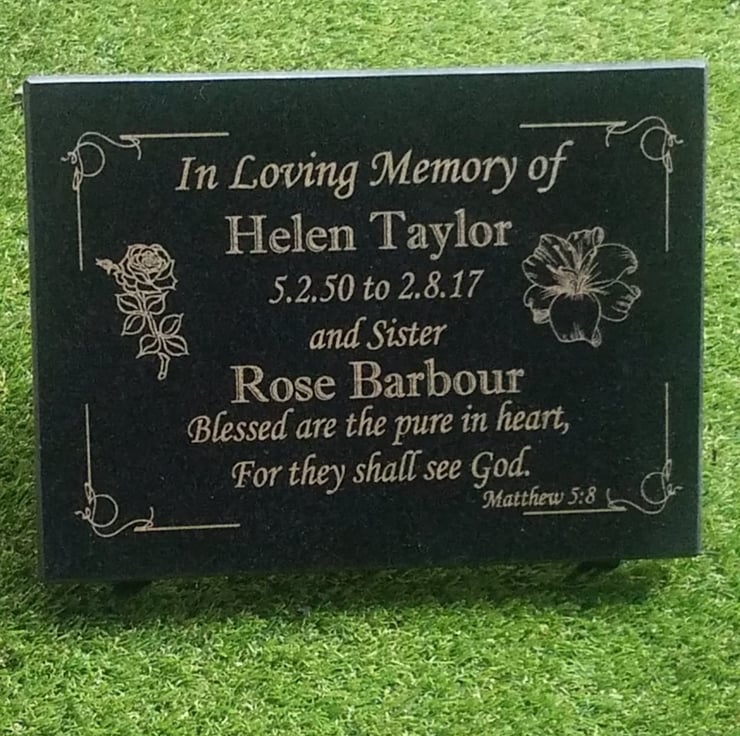 In Loving Memory of
Helen Taylor
5.2.50 to 2.8.17
and Sister
Rose Barbour
Blessed are the pure in heart,
For they shall see God.
Matthew 5:8